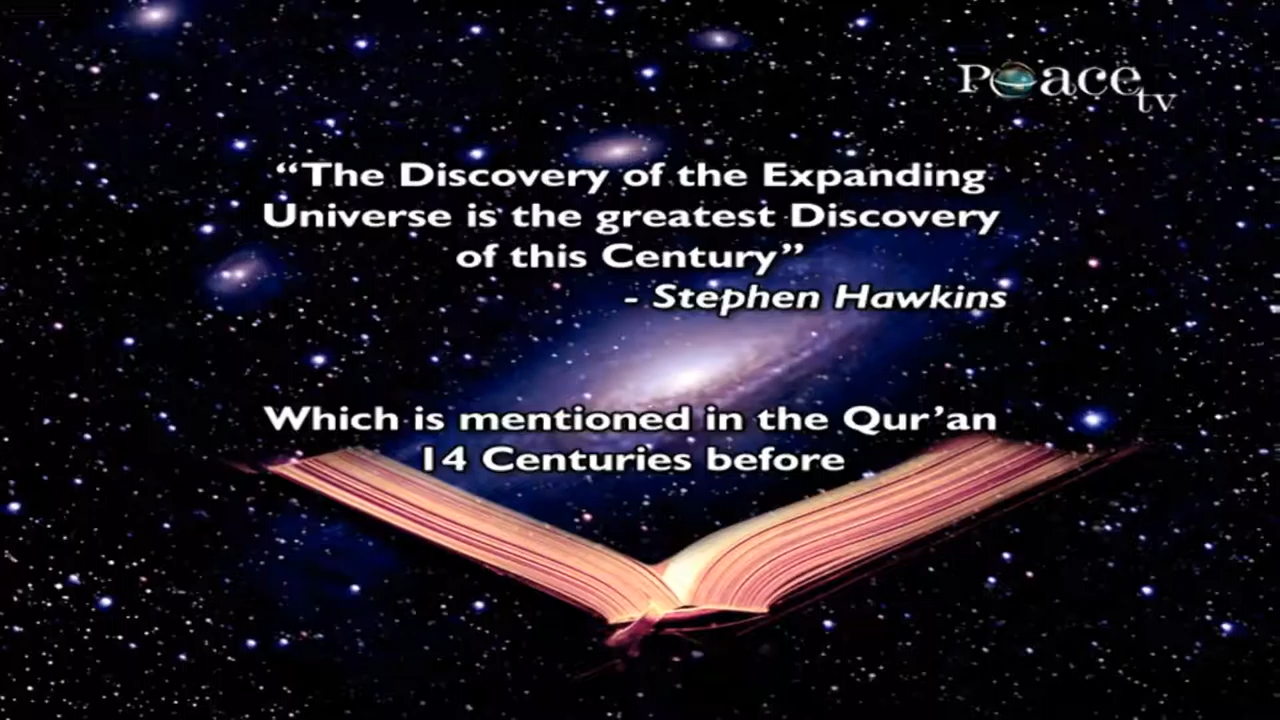 Peace tv
“The Discovery of the Expanding
Universe is the greatest Discovery
of this Century”
- Stephen Hawkins
Which is mentioned in the Qur’an
14 Centuries before